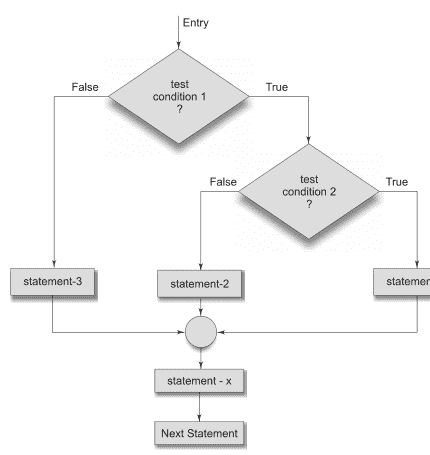 Entry
test
condition 1
?
False
True
test
condition 2
?
False
True
statement-3
statement-2
statement - x
Next Statement